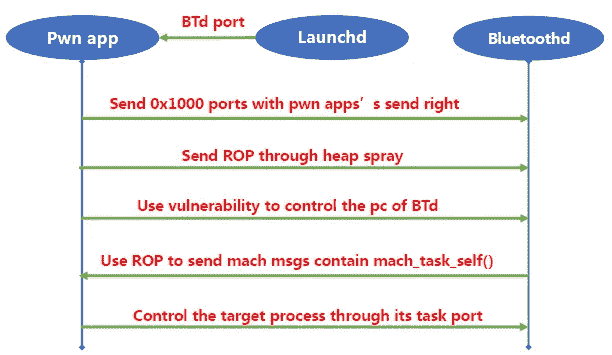 BTd port
Pwn app
Launchd
Bluetoothd
Send 0x1000 ports with pwn apps’s send right
Send ROP through heap spray
Use vulnerability to control the pc of BTd
Use ROP to send mach msgs contain mach_task_self()
Control the target process through its task port